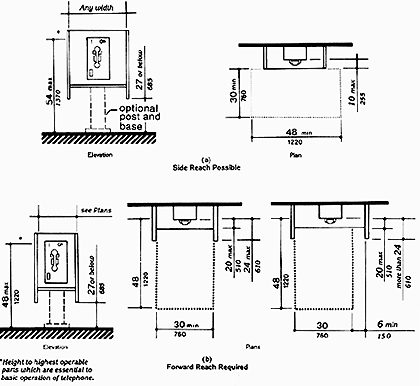 Any width
54 max
1370
27 or below
685
optional
post and
base
Elevation
30 min
760
10 max
255
48 min
1220
Plan
(a)
Side Reach Possible
see Plans
48 max
1220
27 or below
685
Elevation
48
1220
20 max
510
24 max
610
30 min
760
48
1220
20 max
510
more than 24
610
30
760
6 min
150
Plans
(b)
Forward Reach Required
*Height to highest operable
parts which are essential to
basic operation of telephone.